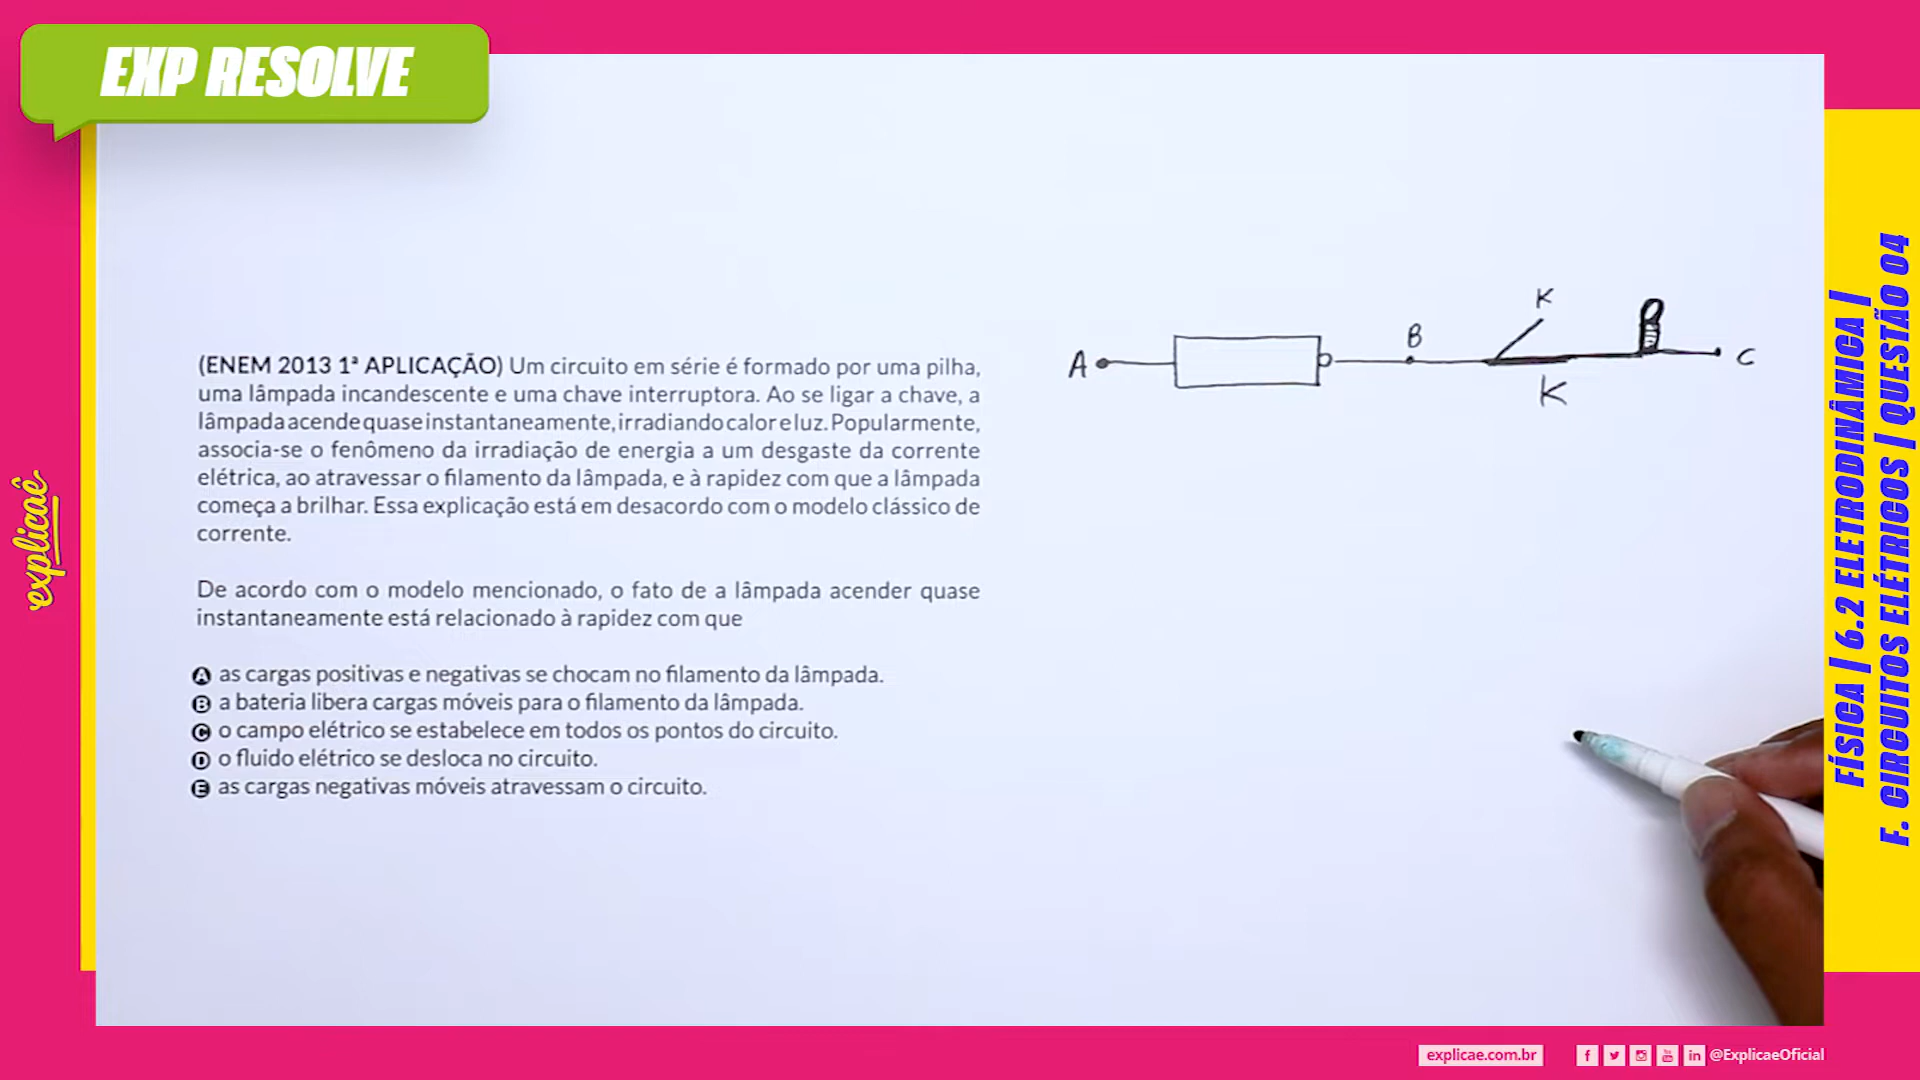 EXP RESOLVE
(ENEM 2013 1ª APLICAÇÃO) Um circuito em série é formado por uma pilha,
uma lâmpada incandescente e uma chave interruptora. Ao se ligar a chave, a
lâmpada acende quase instantaneamente, irradiando calor e luz. Popularmente,
associa-se o fenômeno da irradiação de energia a um desgaste da corrente
elétrica, ao atravessar o filamento da lâmpada, e à rapidez com que a lâmpada
começa a brilhar. Essa explicação está em desacordo com o modelo clássico de
corrente.
De acordo com o modelo mencionado, o fato de a lâmpada acender quase
instantaneamente está relacionado à rapidez com que
A as cargas positivas e negativas se chocam no filamento da lâmpada.
B a bateria libera cargas móveis para o filamento da lâmpada.
C o campo elétrico se estabelece em todos os pontos do circuito.
D o fluido elétrico se desloca no circuito.
E as cargas negativas móveis atravessam o circuito.
A
B
K
K
C
explicaê
FÍSICA | 6.2 ELETRODINÂMICA |
F. CIRCUITOS ELÉTRICOS | QUESTÃO 04
explicae.com.br
@ExplicaeOficial